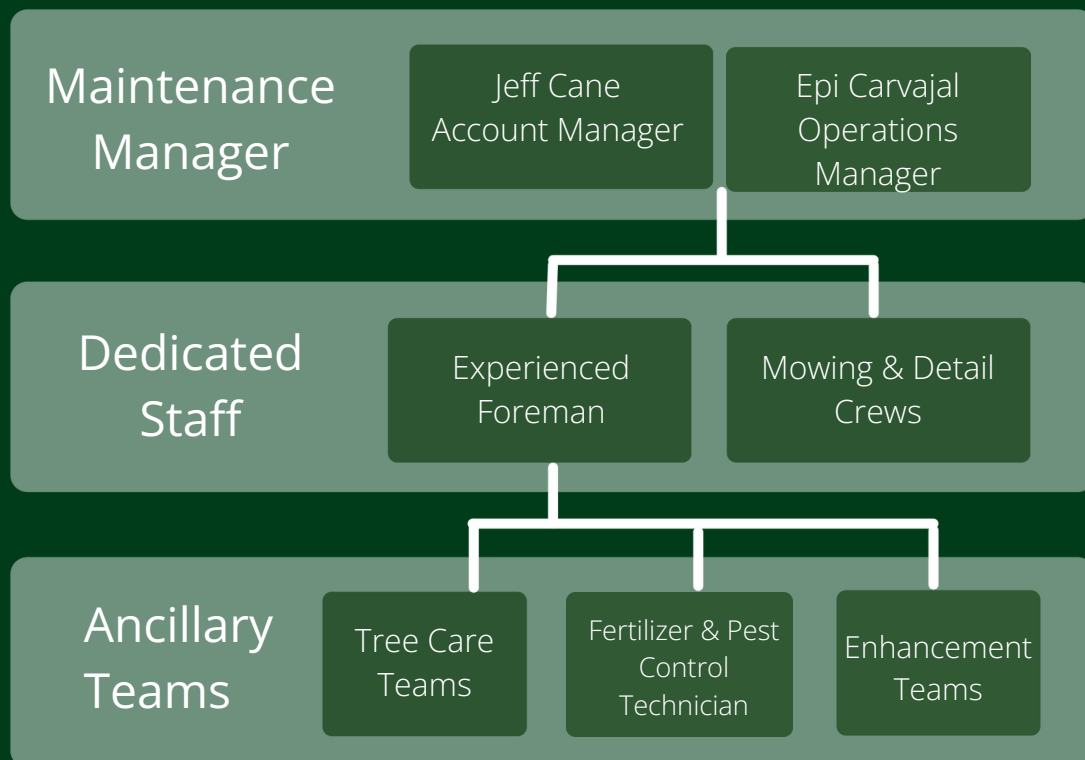 Maintenance
Manager
Jeff Cane
Account Manager
Epi Carvajal
Operations
Manager
Dedicated
Staff
Experienced
Foreman
Mowing & Detail
Crews
Ancillary
Teams
Tree Care
Teams
Fertilizer & Pest
Control
Technician
Enhancement
Teams